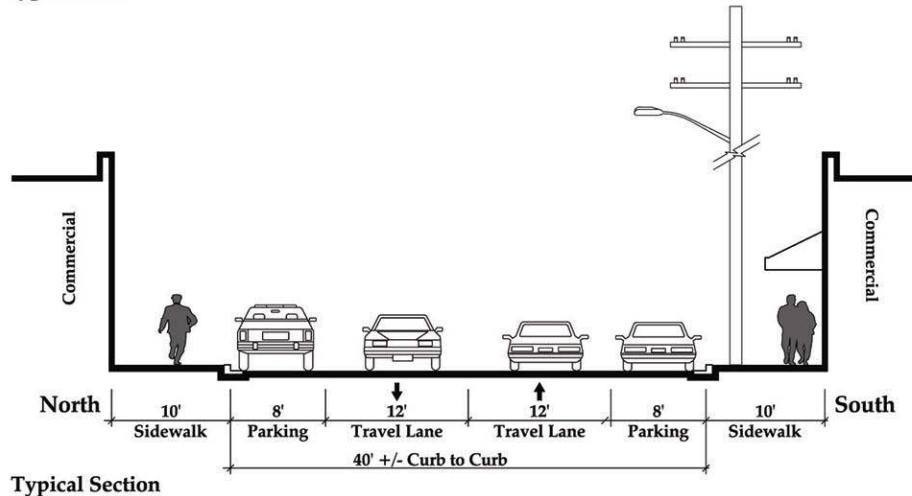 Commercial
Commercial
North
10'
8'
12'
12'
8'
10'
South
Sidewalk
Parking
Travel Lane
Travel Lane
Parking
Sidewalk
40' +/- Curb to Curb
Typical Section